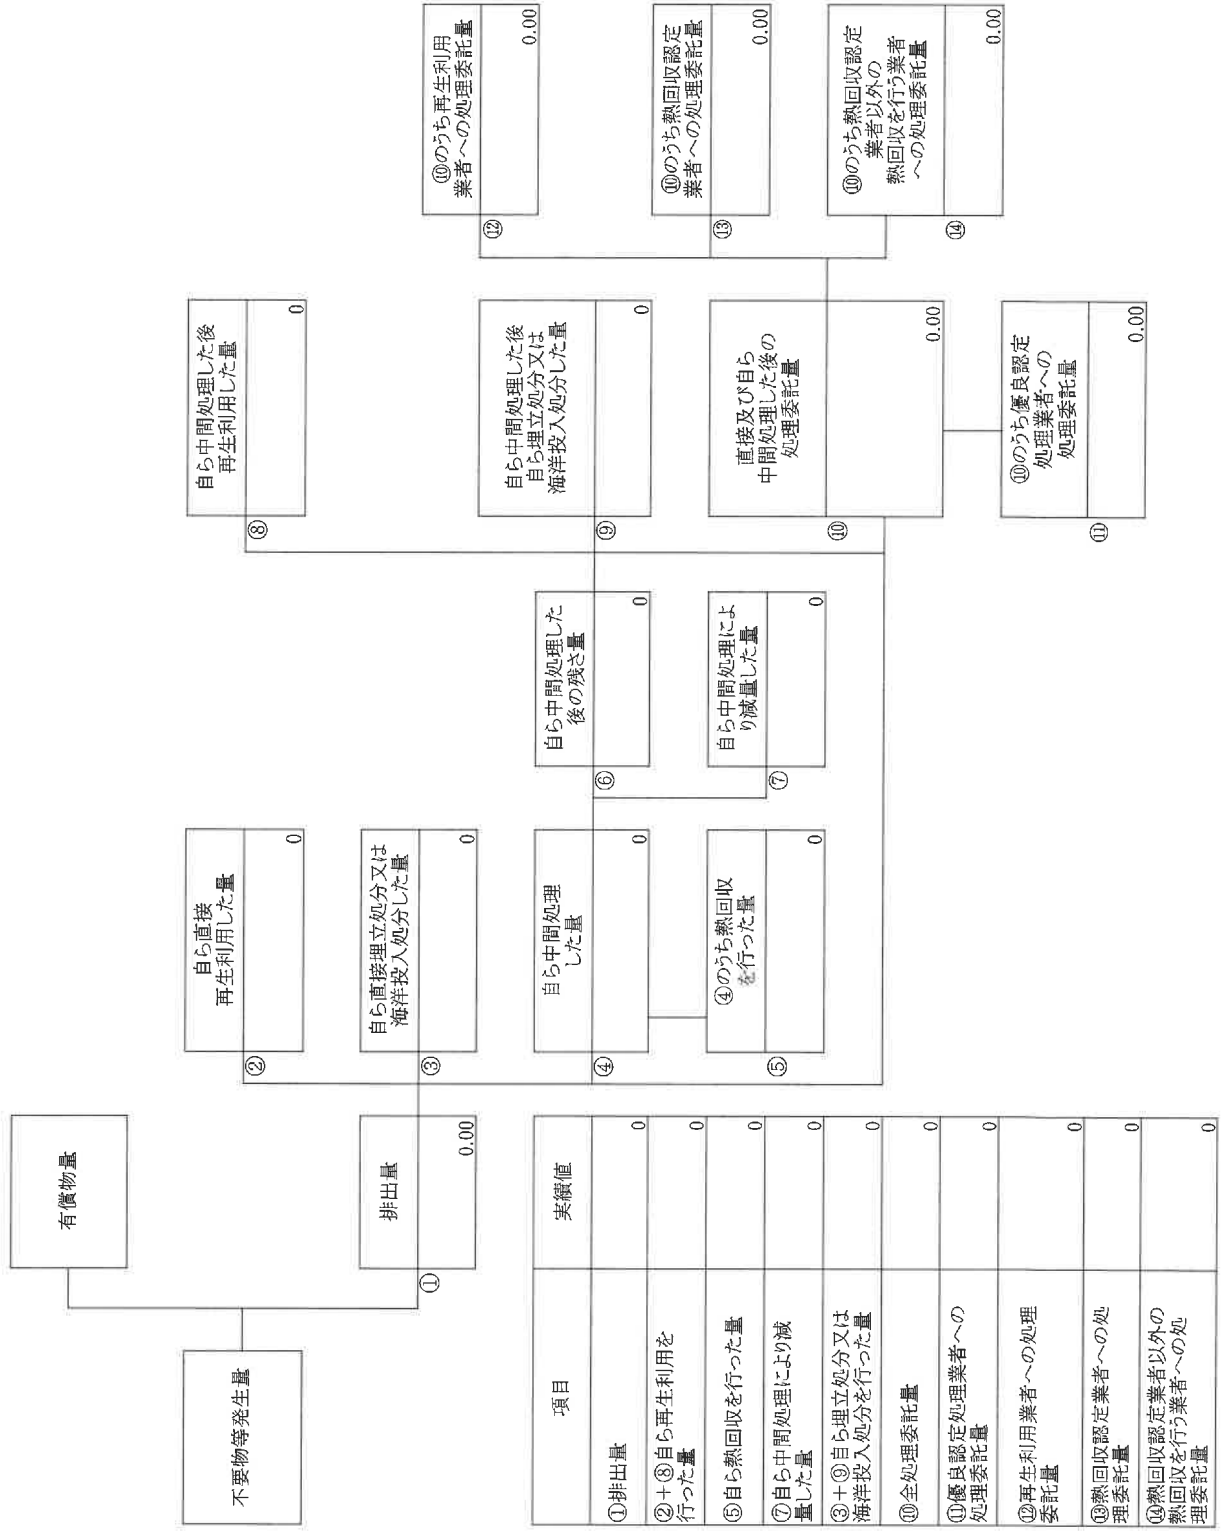 有償物量
不要物等発生量
排出量
①
0.00
自ら直接
再生利用した量
②
0
自ら直接埋立処分又は
海洋投入処分した量
③
0
自ら中間処理
した量
④
0
④のうち熱回収
を行った量
⑤
0
自ら中間処理した
後の残さ量
⑥
0
自ら中間処理によ
り減量した量
⑦
0
自ら中間処理した後
再生利用した量
⑧
0
自ら中間処理した後
自ら埋立処分又は
海洋投入処分した量
⑨
0
直接及び自ら
中間処理した後の
処理委託量
⑩
0.00
⑩のうち優良認定
処理業者への
処理委託量
⑪
0.00
⑩のうち再生利用
業者への処理委託量
⑫
0.00
⑩のうち熱回収認定
業者への処理委託量
⑬
0.00
⑩のうち熱回収認定
業者以外の
熱回収を行う業者
への処理委託量
⑭
0.00
項目 実績値
①排出量 0
②+⑧自ら再生利用を
行った量 0
⑤自ら熱回収を行った量 0
⑦自ら中間処理により減
量した量 0
③+⑨自ら埋立処分又は
海洋投入処分を行った量 0
⑩全処理委託量 0
⑪優良認定処理業者への
処理委託量 0
⑫再生利用業者への処理
委託量 0
⑬熱回収認定業者への処
理委託量 0
⑭熱回収認定業者以外の
熱回収を行う業者への処
理委託量 0